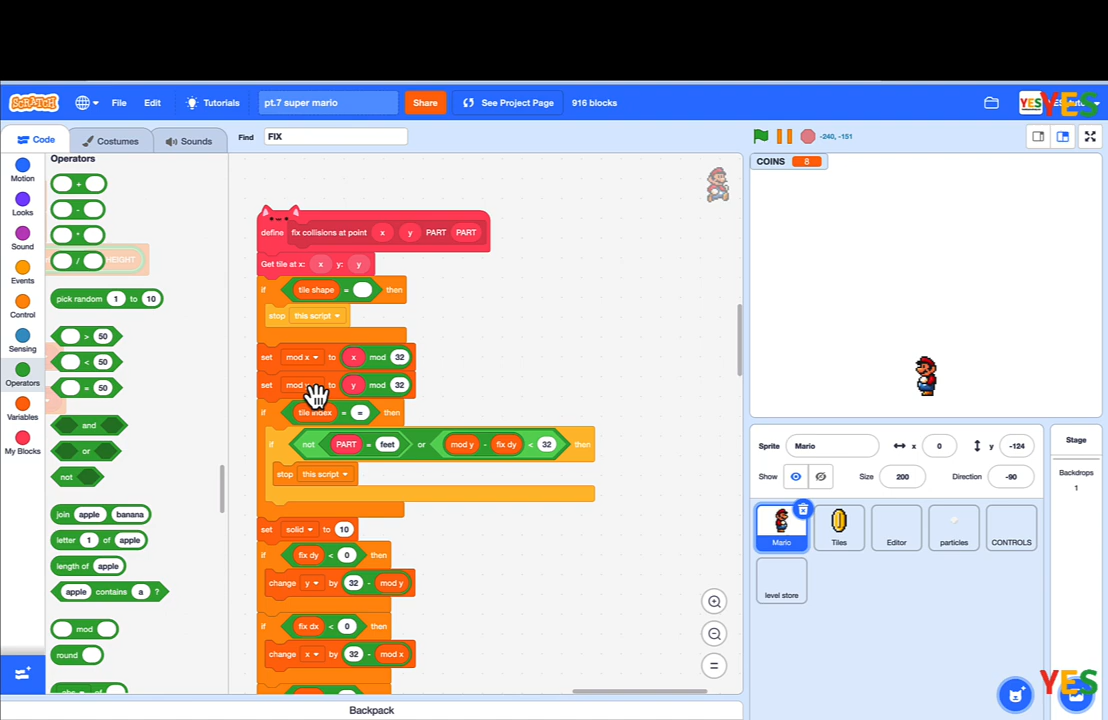 SCRATCH File Edit Tutorials pt.7 super mario Share See Project Page 916 blocks YES YES
Code Costumes Sounds Find FIX -240, -151
Operators
Motion
Looks
Sound
Events
Control
Sensing
Operators
Variables
My Blocks
+
-
*
/ HEIGHT
pick random 1 to 10
> 50
< 50
= 50
and
or
not
join apple banana
letter 1 of apple
length of apple
apple contains a ?
mod
round
define fix collisions at point x y PART PART
Get tile at x: x y: y
if tile shape = then
stop this script
set mod x to x mod 32
set mod to y mod 32
if tile index = = then
if not PART = feet or mod y - fix dy < 32 then
stop this script
set solid to 10
if fix dy < 0 then
change y by 32 - mod y
if fix dx < 0 then
change x by 32 - mod x
COINS 8
Sprite Mario x 0 y -124
Show Size 200 Direction -90
Stage
Backdrops
1
Mario Tiles Editor particles CONTROLS
level store
YES
Backpack